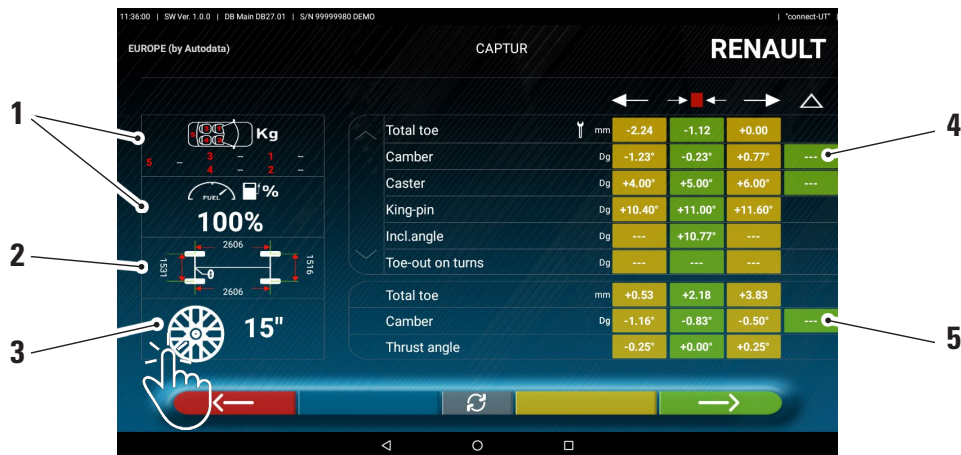 11:36:00 | SW Ver. 1.0.0 | DB Main DB27.01 | S/N 99999980 DEMO | "connect-UT" |
EUROPE (by Autodata) CAPTUR RENAULT
1
Kg
5 -- 3 -- 1 --
4 -- 2 --
FUEL %
100%
2
2606
1531 1516
2606
3
15"
Total toe mm -2.24 -1.12 +0.00
4
Camber Dg -1.23° -0.23° +0.77° ---
Caster Dg +4.00° +5.00° +6.00° ---
King-pin Dg +10.40° +11.00° +11.60°
Incl.angle Dg --- +10.77° ---
Toe-out on turns Dg --- --- ---
Total toe mm +0.53 +2.18 +3.83
Camber Dg -1.16° -0.83° -0.50° ---
5
Thrust angle -0.25° +0.00° +0.25°